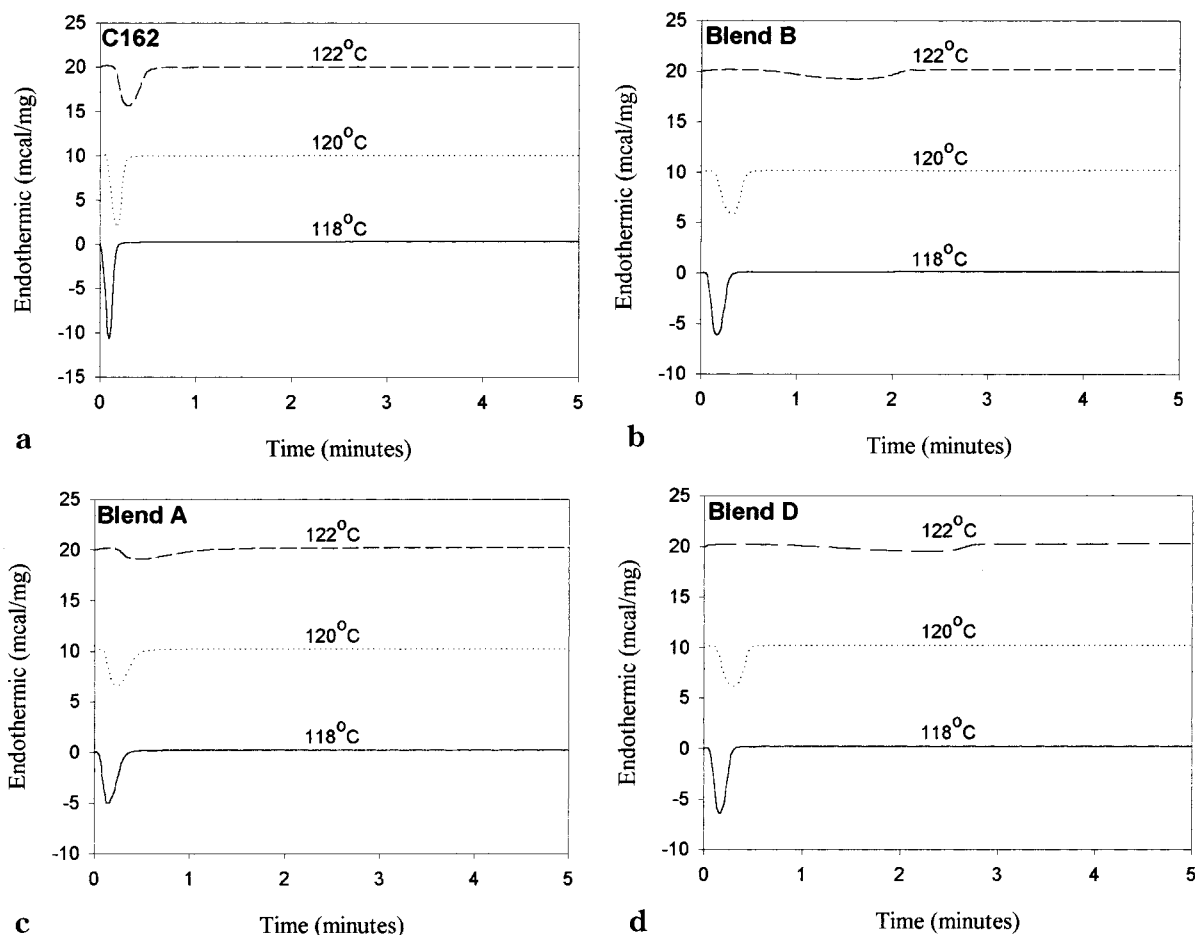 C162
Endothermic (mcal/mg)
25
20
15
10
5
0
-5
-10
-15
122°C
120°C
118°C
0 1 2 3 4 5
Time (minutes)
a
Blend B
Endothermic (mcal/mg)
25
20
15
10
5
0
-5
-10
122°C
120°C
118°C
0 1 2 3 4 5
Time (minutes)
b
Blend A
Endothermic (mcal/mg)
25
20
15
10
5
0
-5
-10
122°C
120°C
118°C
0 1 2 3 4 5
Time (minutes)
c
Blend D
Endothermic (mcal/mg)
25
20
15
10
5
0
-5
-10
122°C
120°C
118°C
0 1 2 3 4 5
Time (minutes)
d